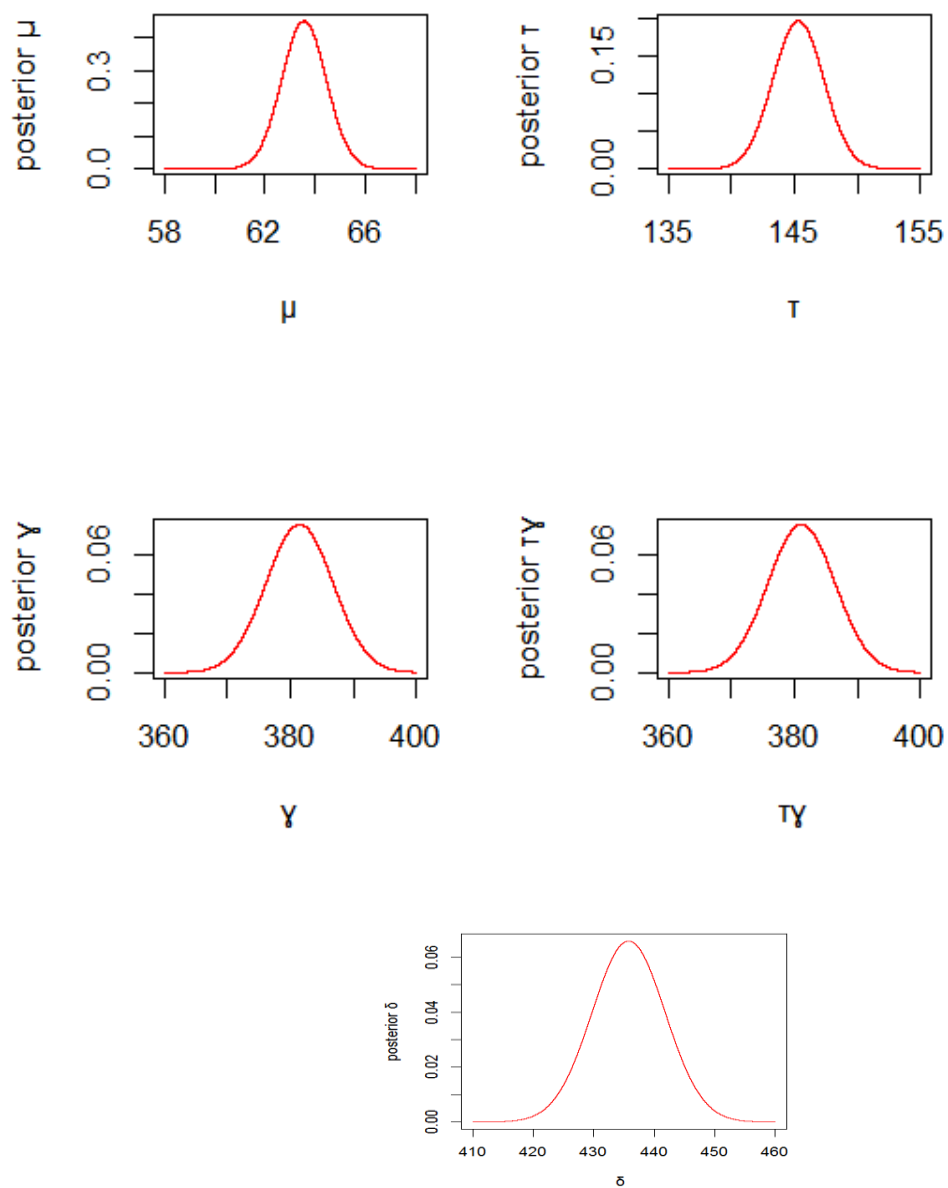 posterior μ
0.3
0.0
58 62 66
μ
posterior τ
0.15
0.00
135 145 155
τ
posterior ɣ
0.06
0.00
360 380 400
ɣ
posterior τɣ
0.06
0.00
360 380 400
τɣ
posterior δ
0.06
0.04
0.02
0.00
410 420 430 440 450 460
δ